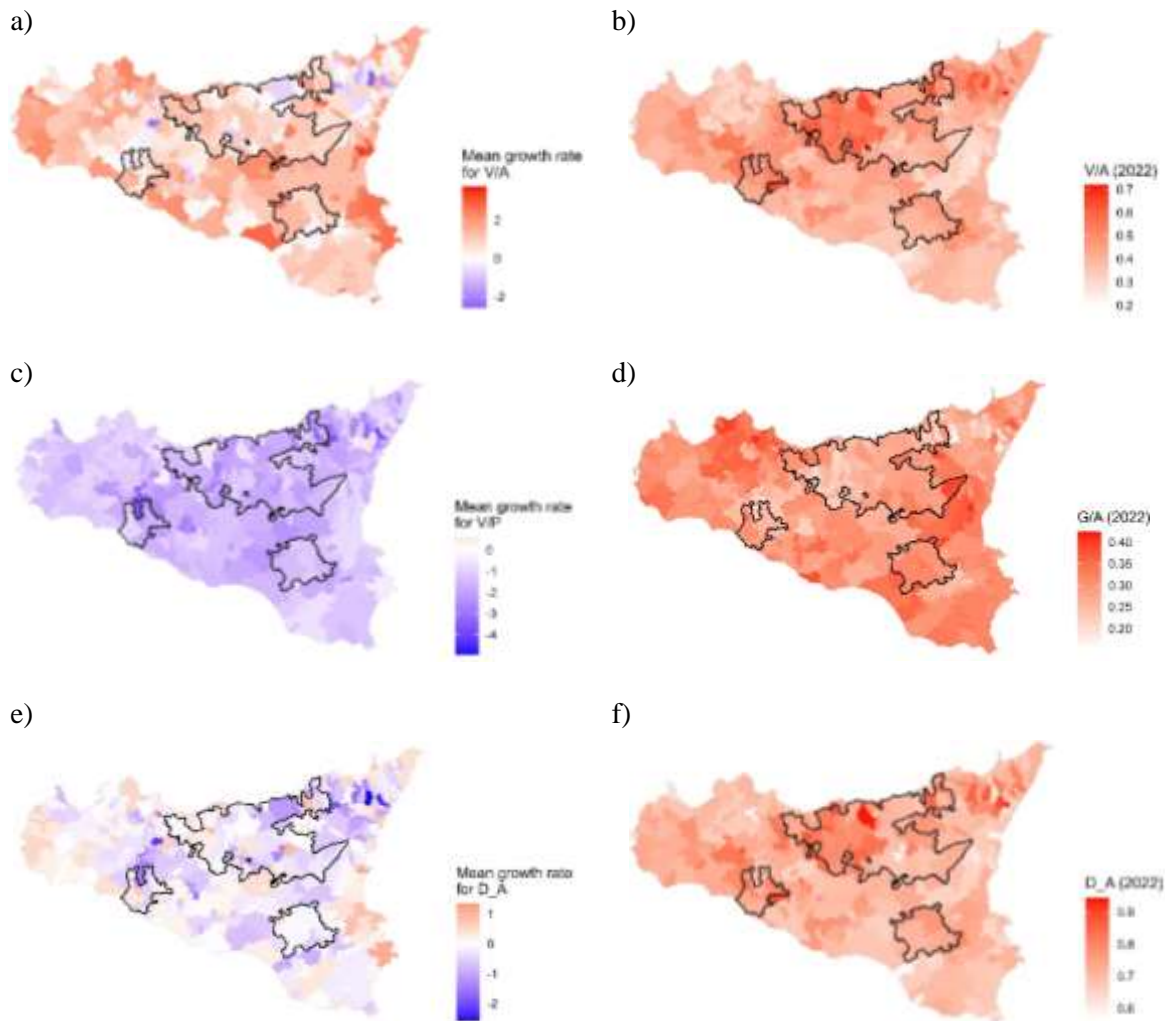 a)
Mean growth rate
for V/A
2
0
-2
b)
V/A (2022)
0.7
0.6
0.5
0.4
0.3
0.2
c)
Mean growth rate
for V/P
0
-1
-2
-3
-4
d)
G/A (2022)
0.40
0.35
0.30
0.25
0.20
e)
Mean growth rate
for D_A
1
0
-1
-2
f)
D_A (2022)
0.9
0.8
0.7
0.6